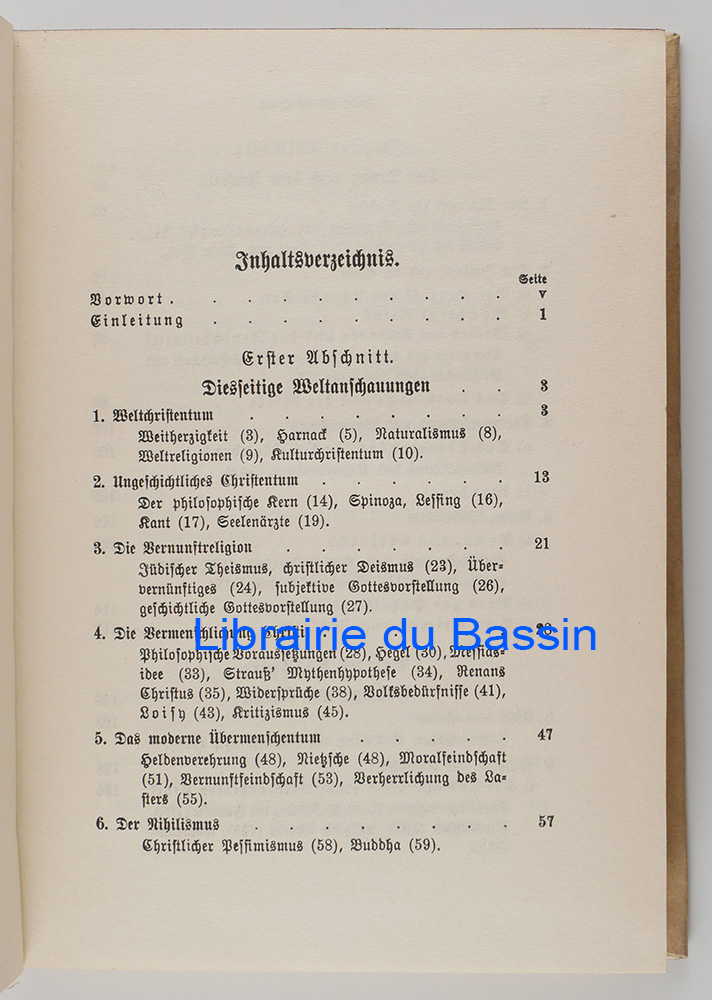 Inhaltsverzeichnis.
Seite
Vorwort . . . . . . . . . . V
Einleitung . . . . . . . . . 1
Erster Abschnitt.
Diesseitige Weltanschauungen . . 3
1. Weltchristentum . . . . . . . . 3
Weitherzigkeit (3), Harnack (5), Naturalismus (8),
Weltreligionen (9), Kulturchristentum (10).
2. Ungeschichtliches Christentum . . . . . . 13
Der philosophische Kern (14), Spinoza, Lessing (16),
Kant (17), Seelenärzte (19).
3. Die Vernunftreligion . . . . . . . 21
Jüdischer Theismus, christlicher Deismus (23), Über-
vernünftiges (24), subjektive Gottesvorstellung (26),
geschichtliche Gottesvorstellung (27).
4. Die Vermenschlichung Christi . . . . . . 28
Librairie du Bassin
Philosophische Voraussetzungen (28), Hegel (30), Messias-
idee (33), Strauß' Mythenhypothese (34), Renans
Christus (35), Widersprüche (38), Volksbedürfnisse (41),
Loisy (43), Kritizismus (45).
5. Das moderne Übermenschentum . . . . . 47
Heldenverehrung (48), Nietzsche (48), Moralfeindschaft
(51), Vernunftfeindschaft (53), Verherrlichung des La-
sters (55).
6. Der Nihilismus . . . . . . . . 57
Christlicher Pessimismus (58), Buddha (59).